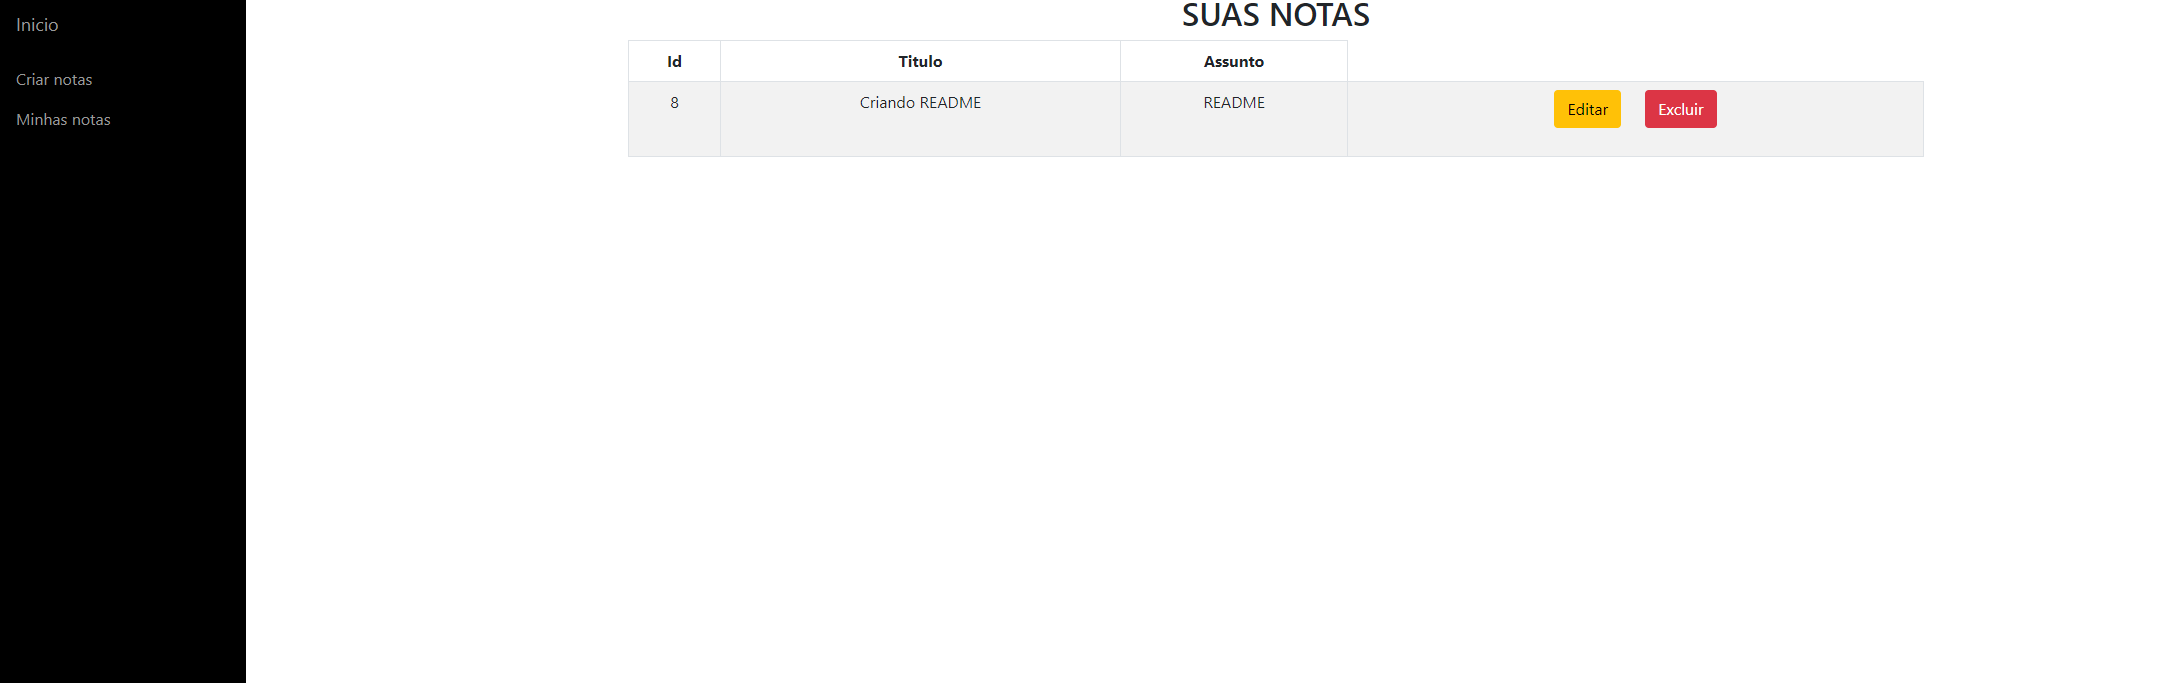 Inicio
Criar notas
Minhas notas
SUAS NOTAS
Id Titulo Assunto
8 Criando README README Editar Excluir